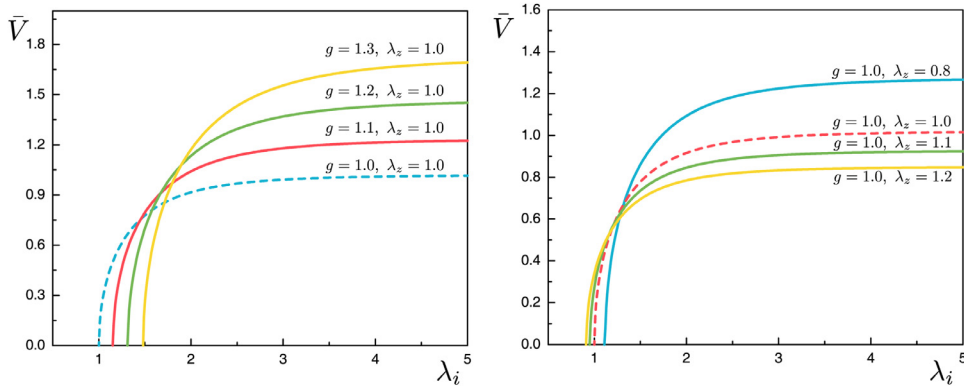 V̄
1.8
1.5
1.2
0.9
0.6
0.3
0.0
g = 1.3, λz = 1.0
g = 1.2, λz = 1.0
g = 1.1, λz = 1.0
g = 1.0, λz = 1.0
1 2 3 4 5
λi
V̄
1.6
1.4
1.2
1.0
0.8
0.6
0.4
0.2
0.0
g = 1.0, λz = 0.8
g = 1.0, λz = 1.0
g = 1.0, λz = 1.1
g = 1.0, λz = 1.2
1 2 3 4 5
λi